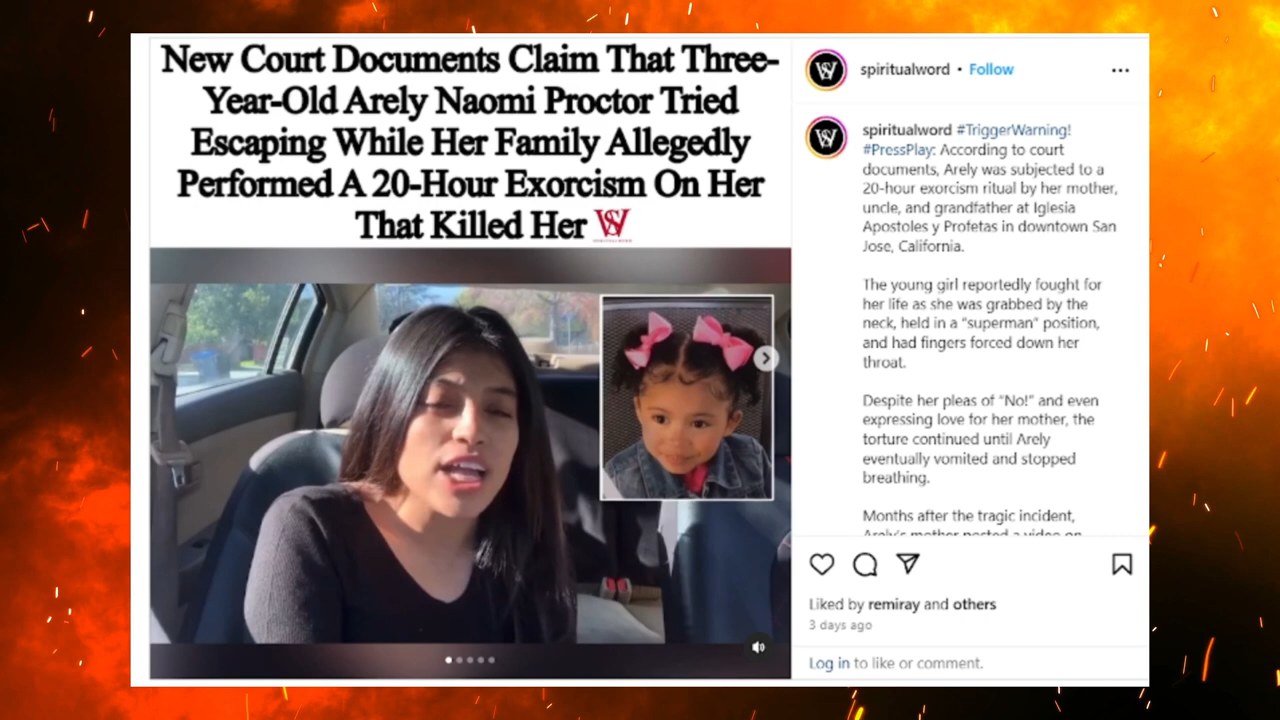 New Court Documents Claim That Three-
Year-Old Arely Naomi Proctor Tried
Escaping While Her Family Allegedly
Performed A 20-Hour Exorcism On Her
That Killed Her
spiritualword • Follow
spiritualword #TriggerWarning!
#PressPlay: According to court
documents, Arely was subjected to a
20-hour exorcism ritual by her mother,
uncle, and grandfather at Iglesia
Apostoles y Profetas in downtown San
Jose, California.
The young girl reportedly fought for
her life as she was grabbed by the
neck, held in a “superman” position,
and had fingers forced down her
throat.
Despite her pleas of “No!” and even
expressing love for her mother, the
torture continued until Arely
eventually vomited and stopped
breathing.
Months after the tragic incident,
Arely's mother posted a video on
Liked by remiray and others
3 days ago
Log in to like or comment.